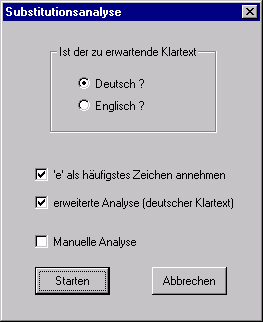 Substitutionsanalyse
Ist der zu erwartende Klartext
Deutsch ?
Englisch ?
'e' als häufigstes Zeichen annehmen
erweiterte Analyse (deutscher Klartext)
Manuelle Analyse
Starten
Abbrechen